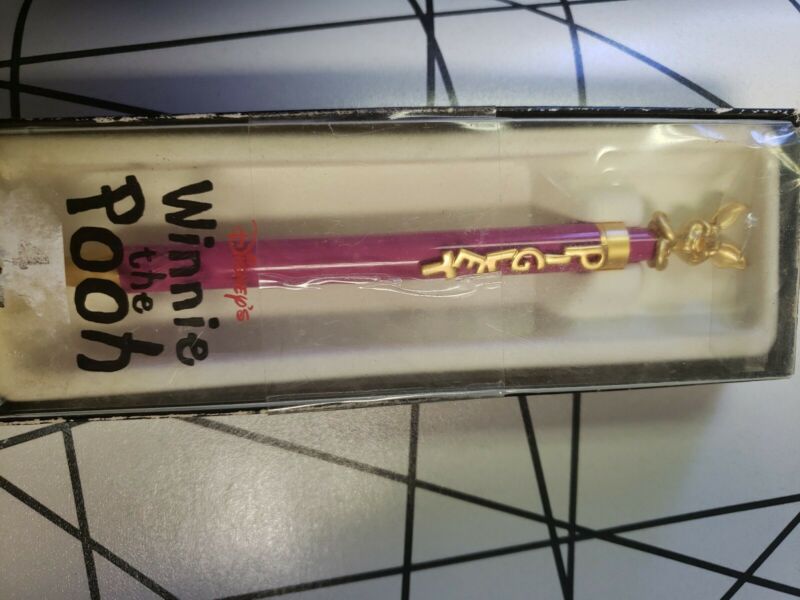 Disney's
Winnie
the
Pooh
PIGLET